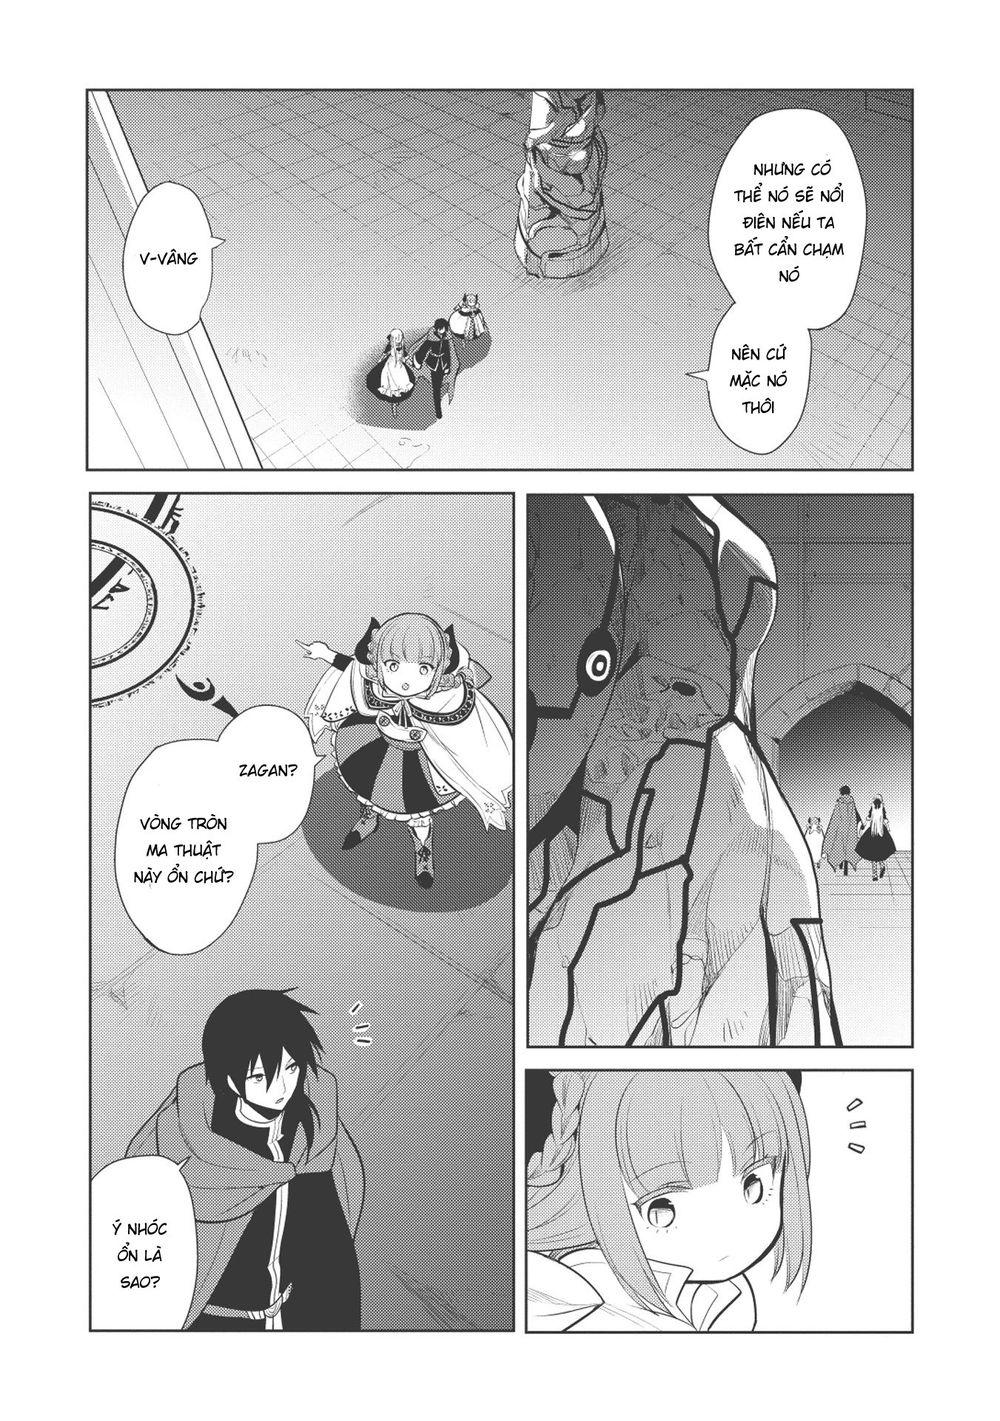 NHƯNG CÓ
THỂ NÓ SẼ NỔI
ĐIÊN NẾU TA
BẤT CẨN CHẠM
NÓ
NÊN CỨ
MẶC NÓ
THÔI
V-VÂNG
ZAGAN?
VÒNG TRÒN
MA THUẬT
NÀY ỔN CHỨ?
Ý NHÓC
ỔN LÀ
SAO?